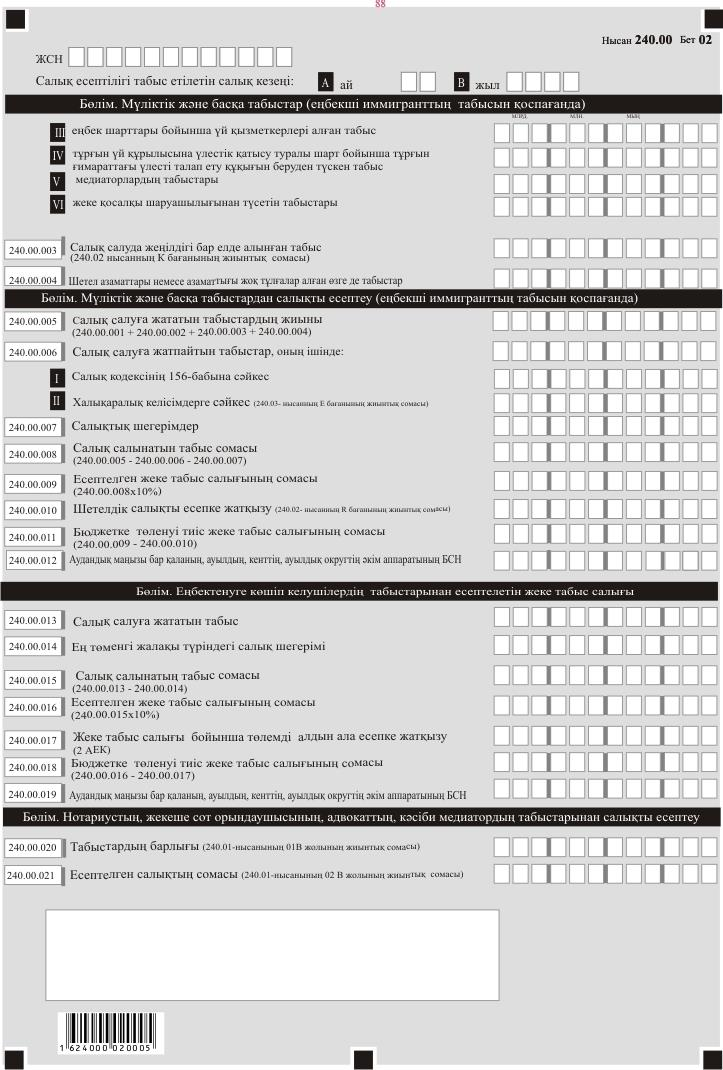 88
Нысан 240.00 Бет 02
ЖСН
Салық есептілігі табыс етілетін салық кезеңі: A ай B жыл
Бөлім. Мүліктік және басқа табыстар (еңбекші иммигранттың табысын қоспағанда)
МЛРД. МЛН. МЫҢ
III еңбек шарттары бойынша үй қызметкерлері алған табыс
IV тұрғын үй құрылысына үлестік қатысу туралы шарт бойынша тұрғын
ғимараттағы үлесті талап ету құқығын беруден түскен табыс
V медиаторлардың табыстары
VI жеке қосалқы шаруашылығынан түсетін табыстары
240.00.003 Салық салуда жеңілдігі бар елде алынған табыс
(240.02 нысанның K бағанының жиынтық сомасы)
240.00.004 Шетел азаматтары немесе азаматтығы жоқ тұлғалар алған өзге де табыстар
Бөлім. Мүліктік және басқа табыстардан салықты есептеу (еңбекші иммигранттың табысын қоспағанда)
240.00.005 Салық салуға жататын табыстардың жиыны
(240.00.001 + 240.00.002 + 240.00.003 + 240.00.004)
240.00.006 Салық салуға жатпайтын табыстар, оның ішінде:
I Салық кодексінің 156-бабына сәйкес
II Халықаралық келісімдерге сәйкес (240.03- нысанның E бағанының жиынтық сомасы)
240.00.007 Салықтық шегерімдер
240.00.008 Салық салынатын табыс сомасы
(240.00.005 - 240.00.006 - 240.00.007)
240.00.009 Есептелген жеке табыс салығының сомасы
(240.00.008x10%)
240.00.010 Шетелдік салықты есепке жатқызу (240.02- нысанның R бағанының жиынтық сомасы)
240.00.011 Бюджетке төленуі тиіс жеке табыс салығының сомасы
(240.00.009 - 240.00.010)
240.00.012 Аудандық маңызы бар қаланың, ауылдың, кенттің, ауылдық округтің әкім аппаратының БСН
Бөлім. Еңбектенуге көшіп келушілердің табыстарынан есептелетін жеке табыс салығы
240.00.013 Салық салуға жататын табыс
240.00.014 Ең төменгі жалақы түріндегі салық шегерімі
240.00.015 Салық салынатың табыс сомасы
(240.00.013 - 240.00.014)
240.00.016 Есептелген жеке табыс салығының сомасы
(240.00.015x10%)
240.00.017 Жеке табыс салығы бойынша төлемді алдын ала есепке жатқызу
(2 АЕК)
240.00.018 Бюджетке төленуі тиіс жеке табыс салығының сомасы
(240.00.016 - 240.00.017)
240.00.019 Аудандық маңызы бар қаланың, ауылдың, кенттің, ауылдық округтің әкім аппаратының БСН
Бөлім. Нотариустың, жекеше сот орындаушысының, адвокаттың, кәсіби медиатордың табыстарынан салықты есептеу
240.00.020 Табыстардың барлығы (240.01-нысанының 01B жолының жиынтық сомасы)
240.00.021 Есептелген салықтың сомасы (240.01-нысанының 02 B жолының жиынтық сомасы)
1 624000 020005